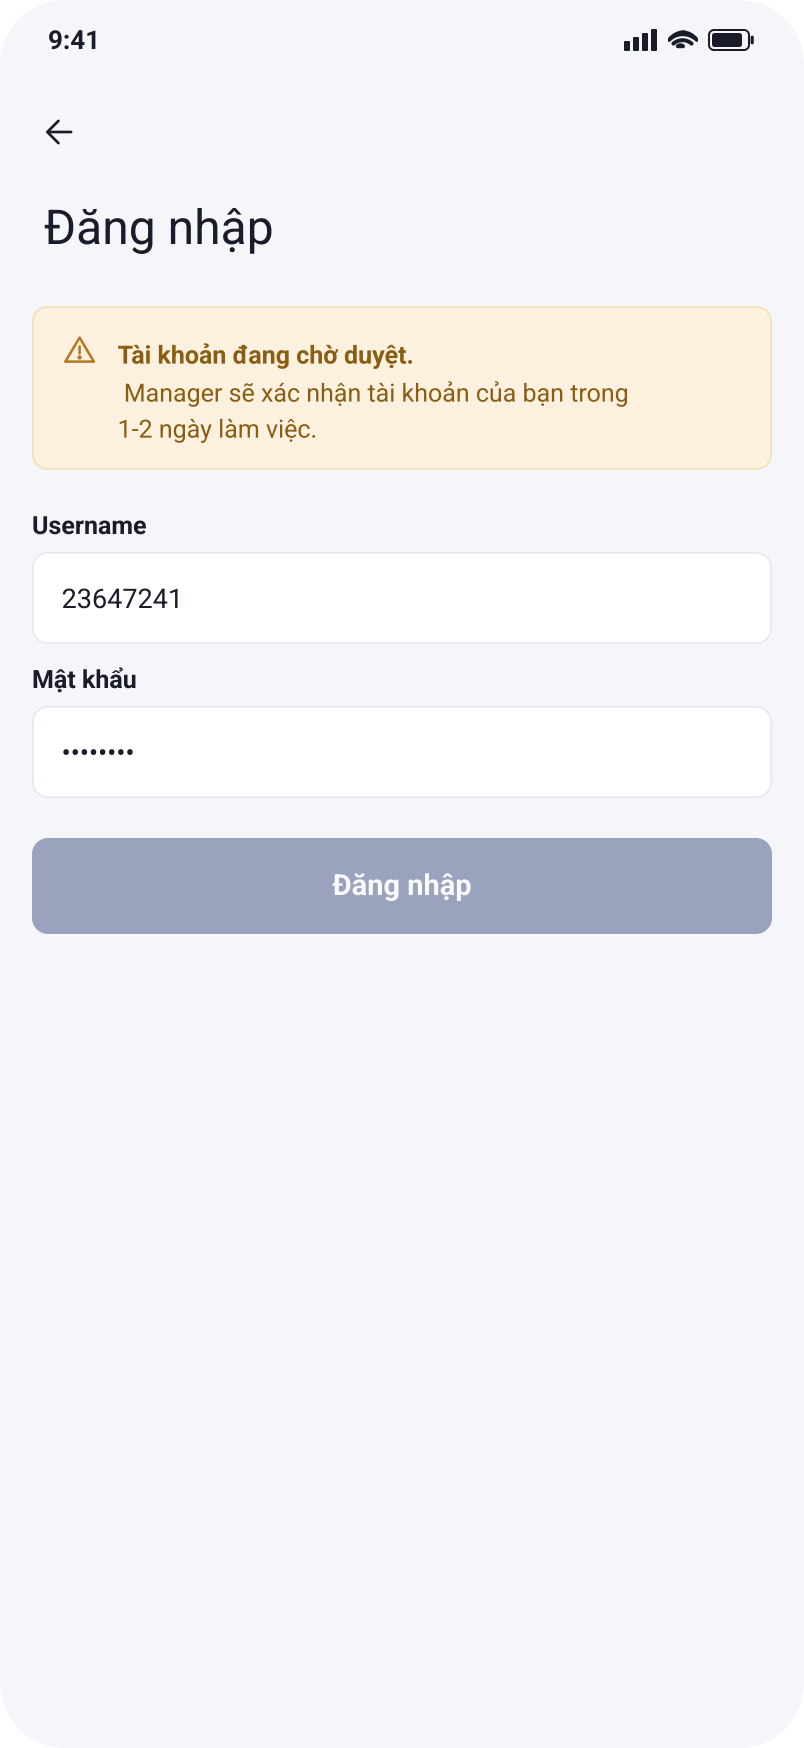 9:41
Đăng nhập
Tài khoản đang chờ duyệt.
Manager sẽ xác nhận tài khoản của bạn trong
1-2 ngày làm việc.
Username
23647241
Mật khẩu
••••••••
Đăng nhập